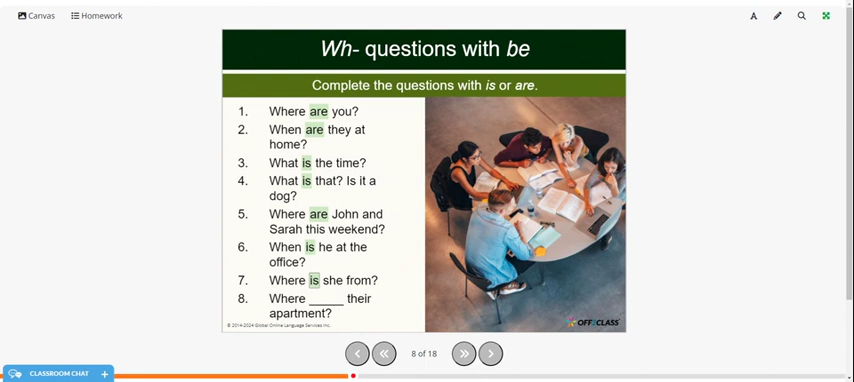 Canvas
Homework
A
Wh- questions with be
Complete the questions with is or are.
1. Where are you?
2. When are they at
home?
3. What is the time?
4. What is that? Is it a
dog?
5. Where are John and
Sarah this weekend?
6. When is he at the
office?
7. Where is she from?
8. Where _____ their
apartment?
© 2014-2024 Global Online Language Services Inc.
OFF2CLASS
8 of 18
CLASSROOM CHAT +